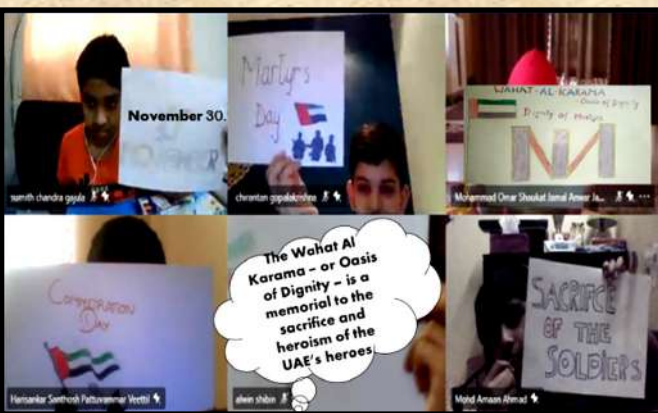 November 30.
30
NOVEMBER
sumith chandra gajula
Martyrs
Day
chirantan gopalakrishna
WAHAT-AL-KARAMA
- Oasis of Dignity
Dignity of Martyrs
Mohammad Omar Shaukat Jamal Anwar Ja...
COMMEMORATION
DAY
Harisankar Santhosh Pattuvammar Veettil
The Wahat Al
Karama – or Oasis
of Dignity – is a
memorial to the
sacrifice and
heroism of the
UAE's heroes
alwin shibin
SACRIFCE
OF THE
SOLDIERS
Mohd Amaan Ahmad